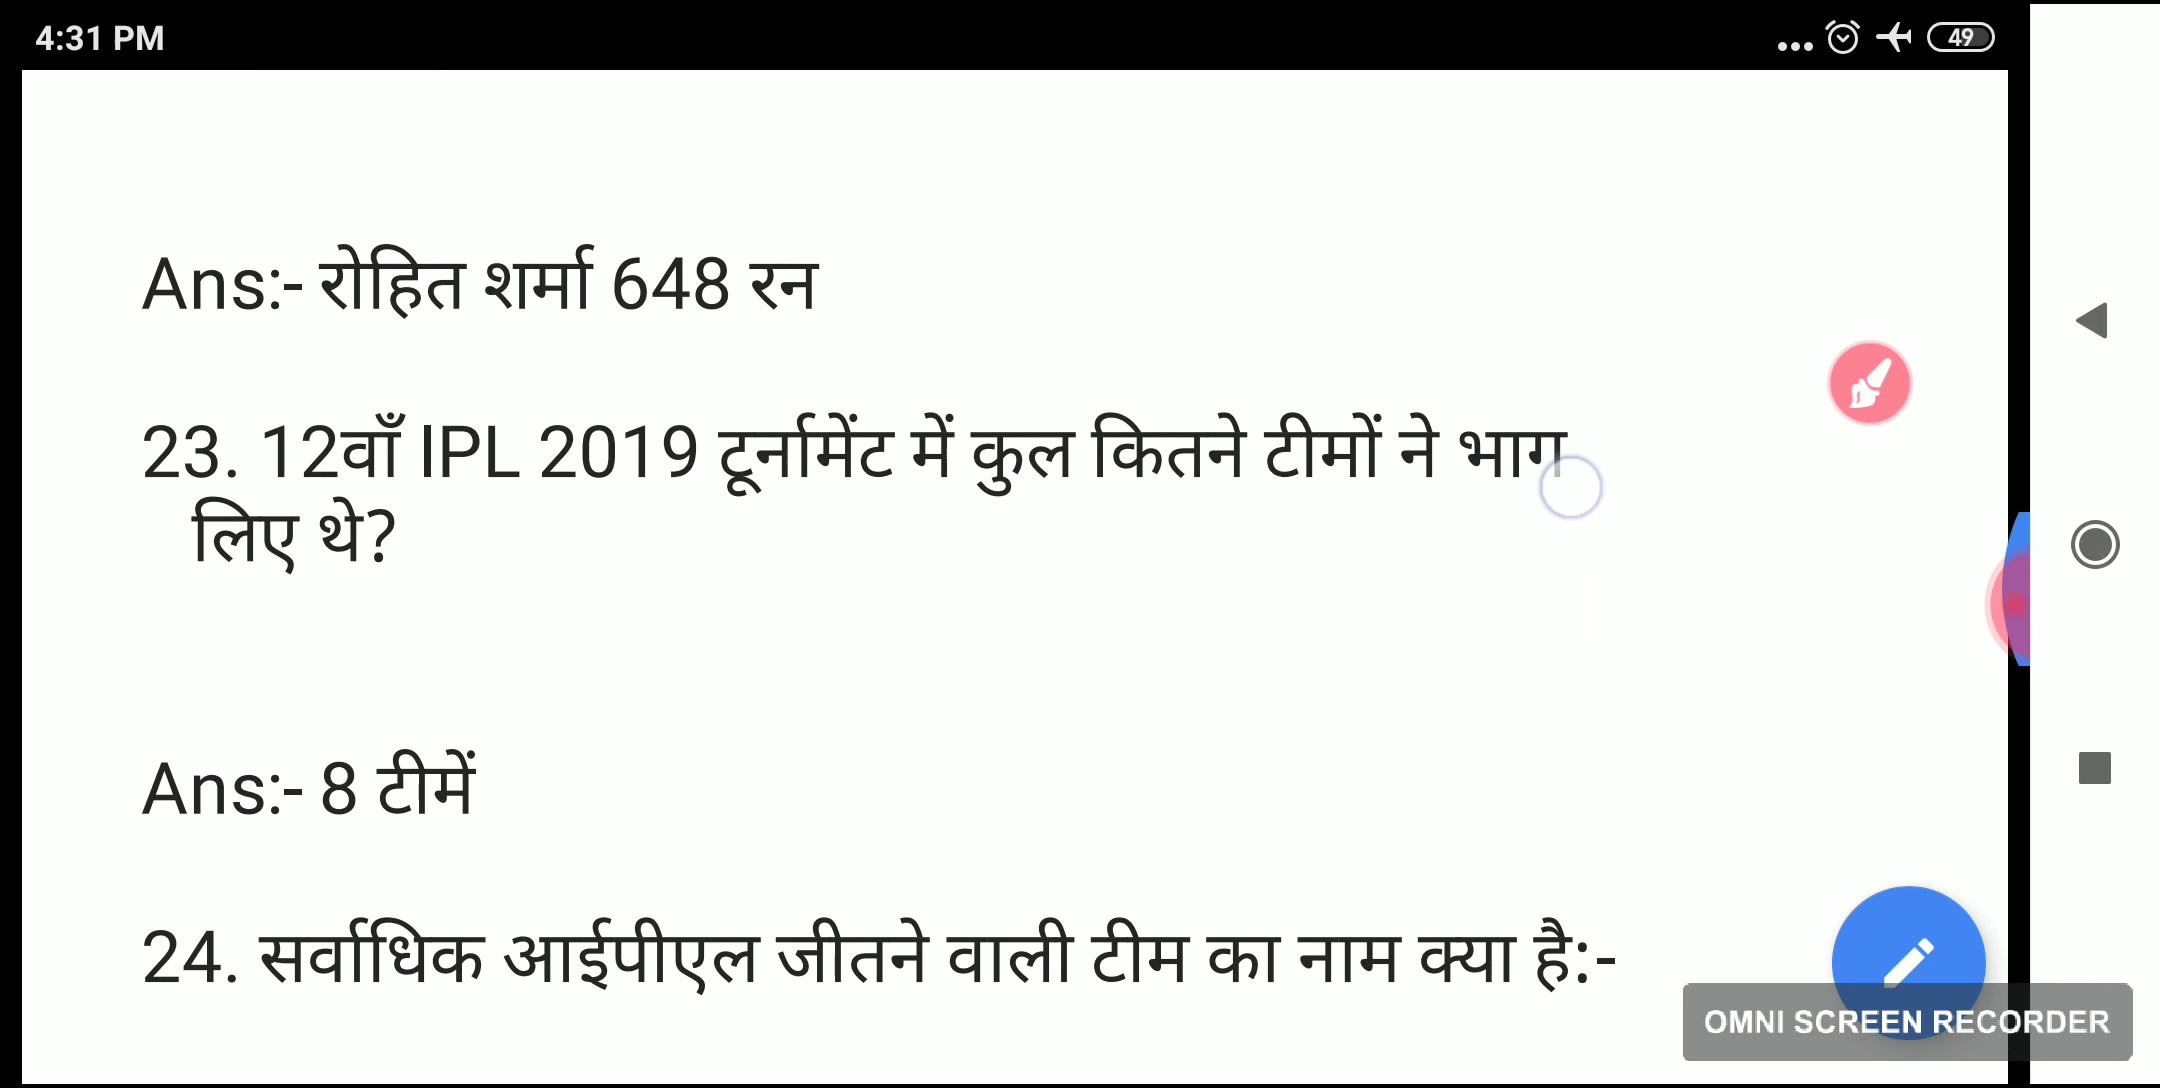 4:31 PM
49
Ans:- रोहित शर्मा 648 रन
23. 12वाँ IPL 2019 टूर्नामेंट में कुल कितने टीमों ने भाग
लिए थे?
Ans:- 8 टीमें
24. सर्वाधिक आईपीएल जीतने वाली टीम का नाम क्या है:-
OMNI SCREEN RECORDER